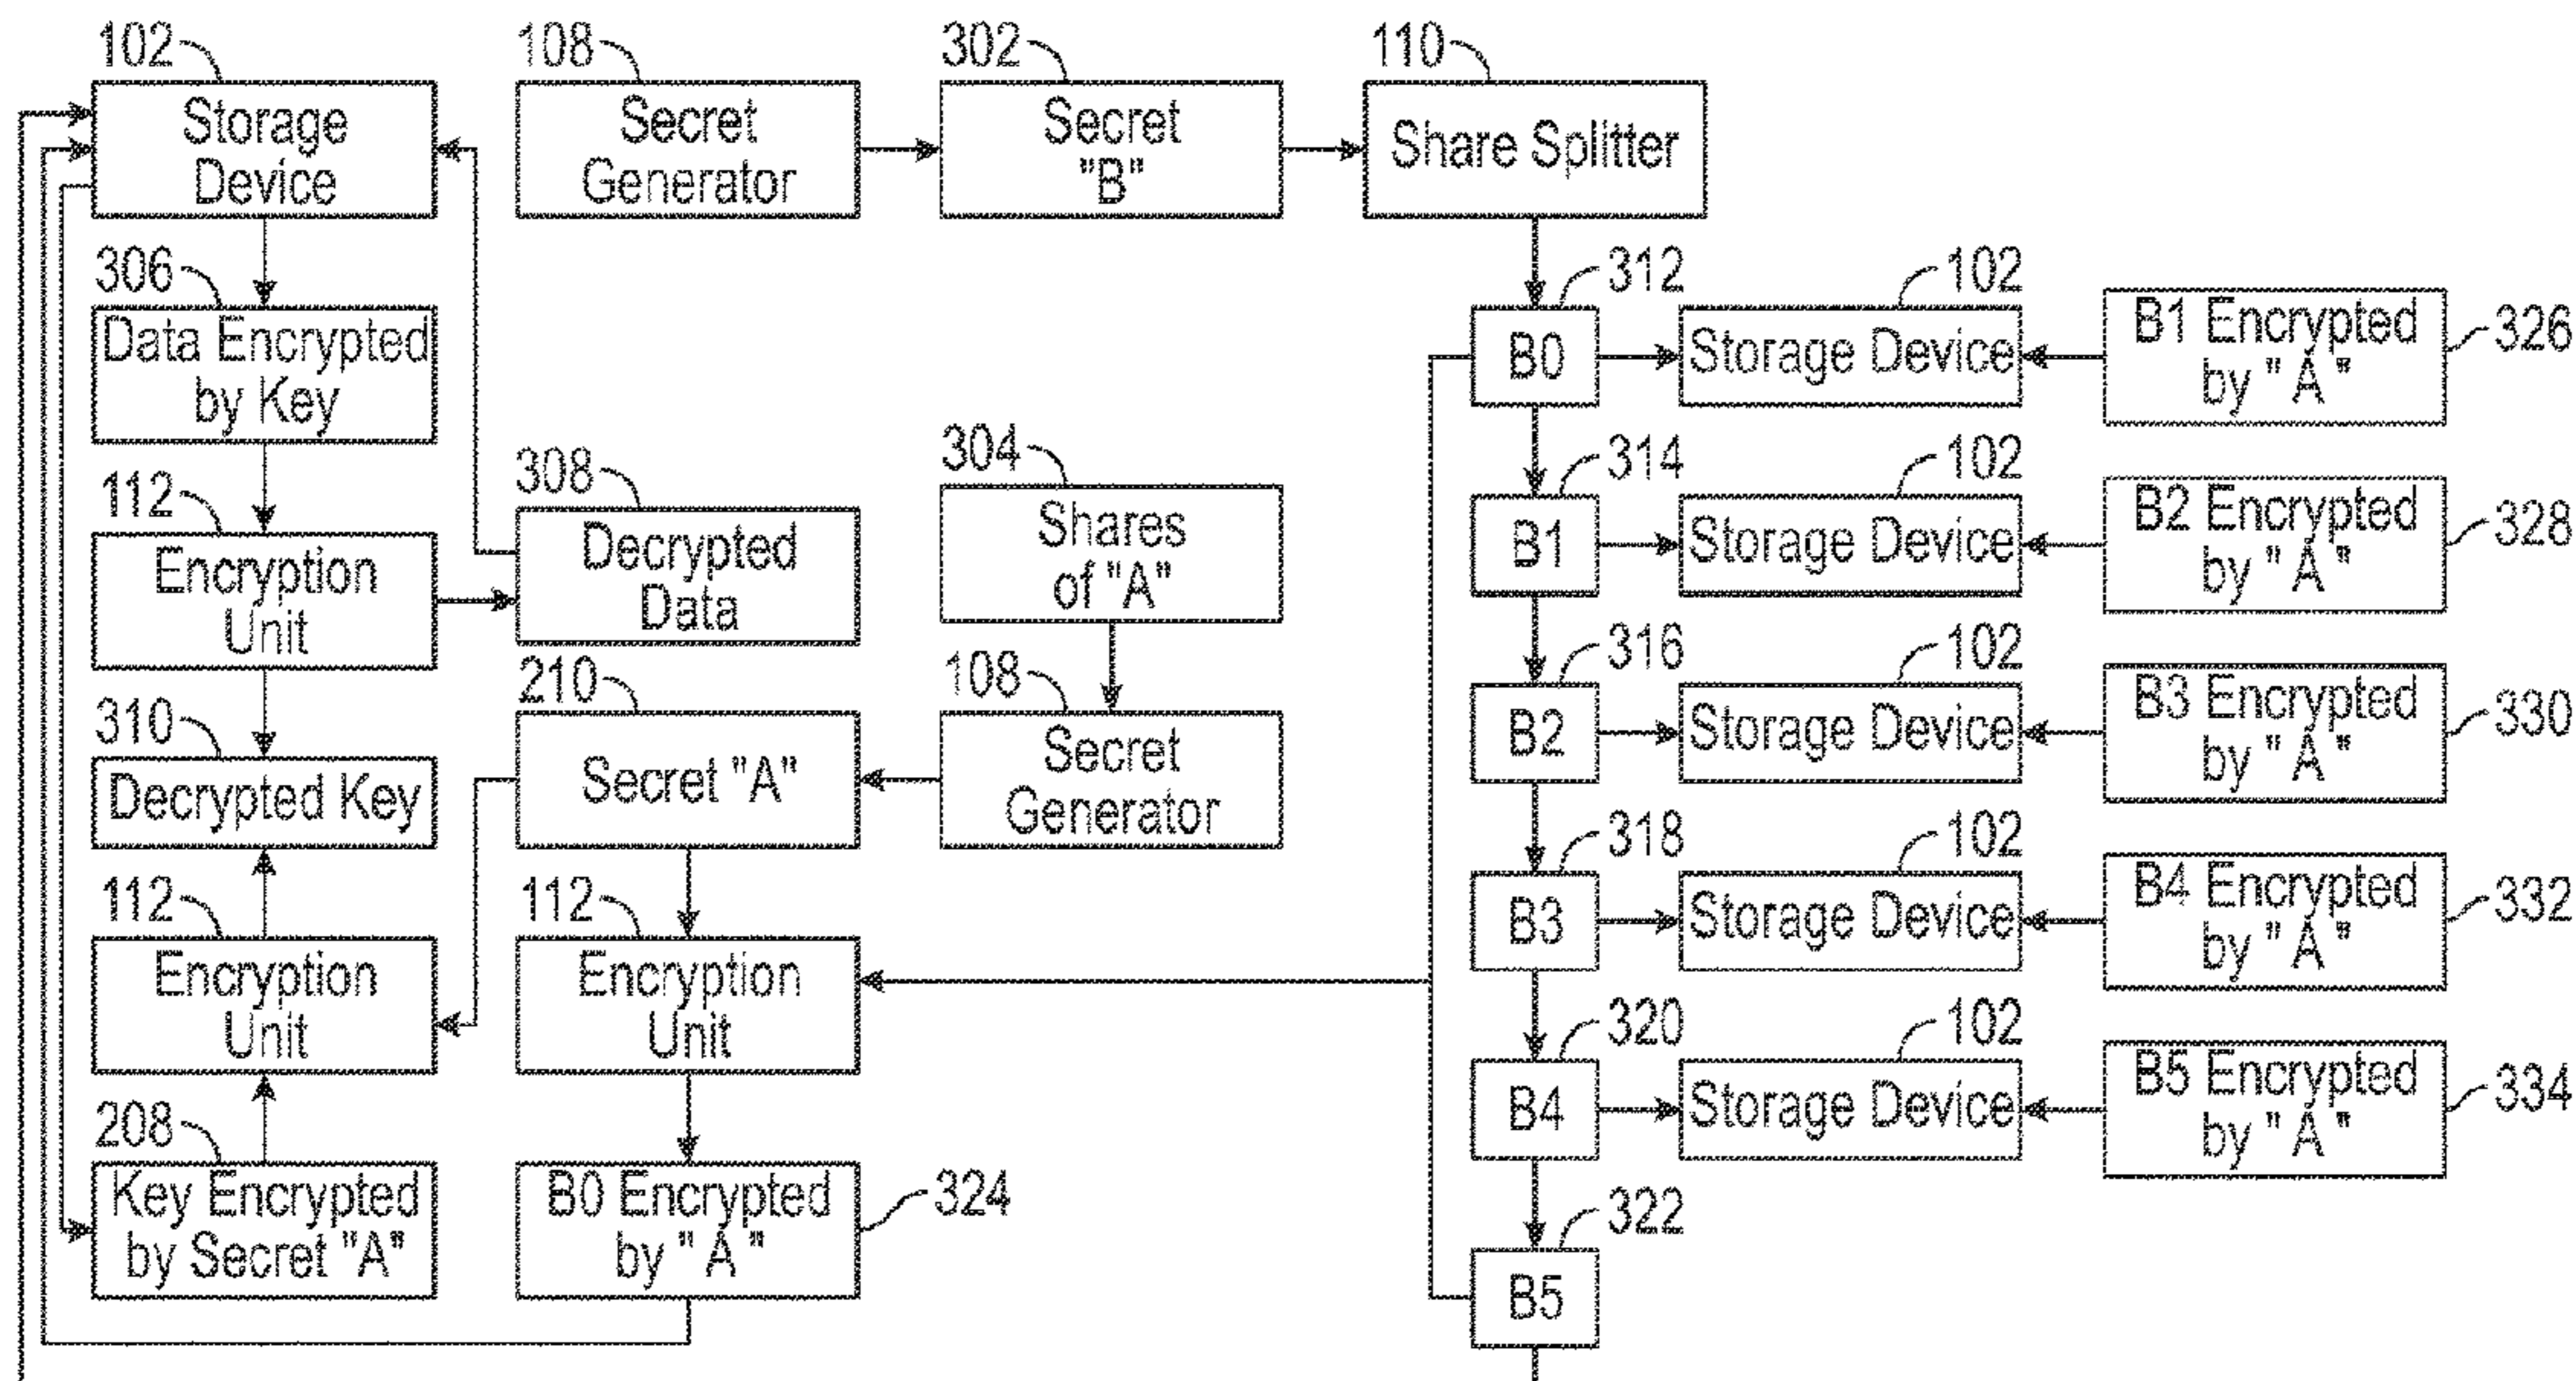 102
108
302
110
Storage
Device
Secret
Generator
Secret
"B"
Share Splitter
306
312
102
Data Encrypted
by Key
B0
Storage Device
B1 Encrypted
by " A "
326
304
314
102
112
308
Shares
of "A"
B1
Storage Device
B2 Encrypted
by " A "
328
Encryption
Unit
Decrypted
Data
316
102
310
210
108
B2
Storage Device
B3 Encrypted
by " A "
330
Decrypted Key
Secret "A"
Secret
Generator
318
102
112
112
B3
Storage Device
B4 Encrypted
by " A "
332
Encryption
Unit
Encryption
Unit
320
102
208
B4
Storage Device
B5 Encrypted
by " A "
334
Key Encrypted
by Secret "A"
B0 Encrypted
by " A "
324
322
B5